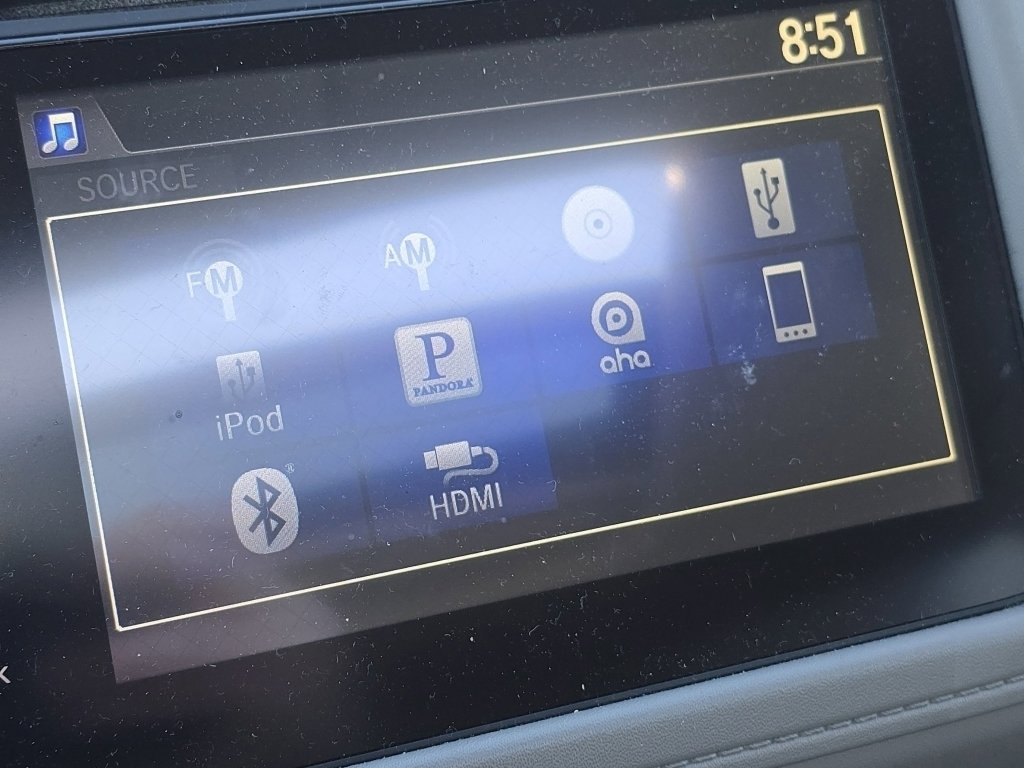 8:51
SOURCE
FM
AM
iPod
P
PANDORA
aha
®
HDMI